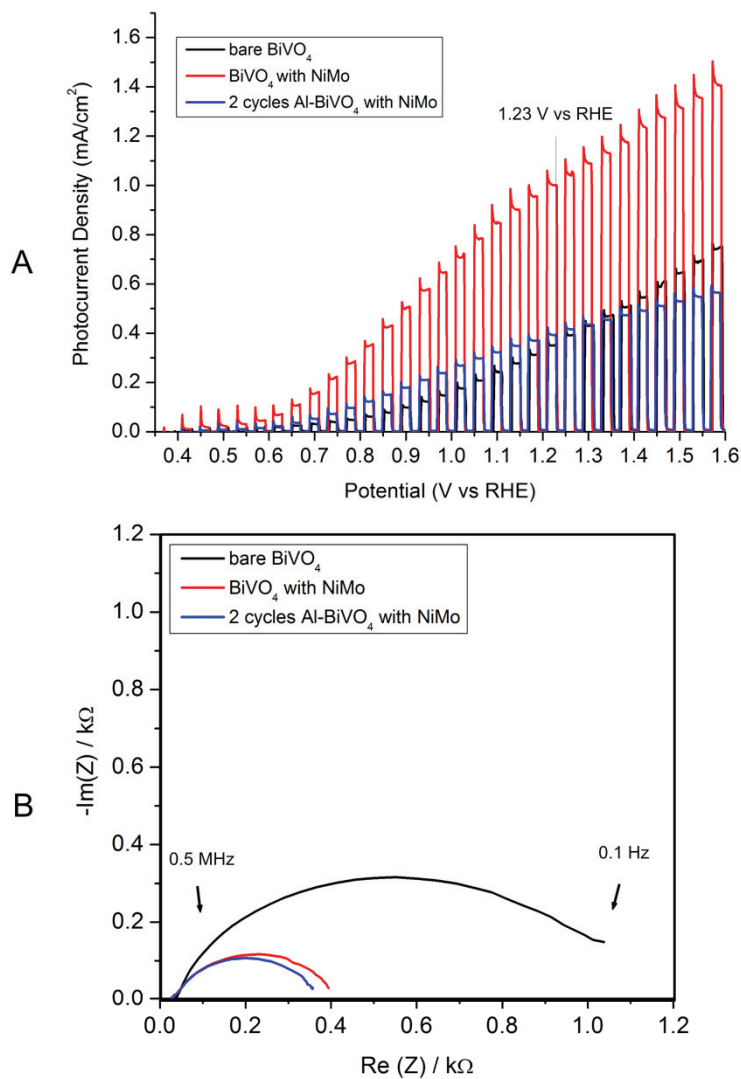 A
Photocurrent Density (mA/cm²)
1.6
1.4
1.2
1.0
0.8
0.6
0.4
0.2
0.0
bare BiVO₄
BiVO₄ with NiMo
2 cycles Al-BiVO₄ with NiMo
1.23 V vs RHE
0.4 0.5 0.6 0.7 0.8 0.9 1.0 1.1 1.2 1.3 1.4 1.5 1.6
Potential (V vs RHE)
B
-Im(Z) / kΩ
1.2
1.0
0.8
0.6
0.4
0.2
0.0
bare BiVO₄
BiVO₄ with NiMo
2 cycles Al-BiVO₄ with NiMo
0.5 MHz
0.1 Hz
0.0 0.2 0.4 0.6 0.8 1.0 1.2
Re (Z) / kΩ